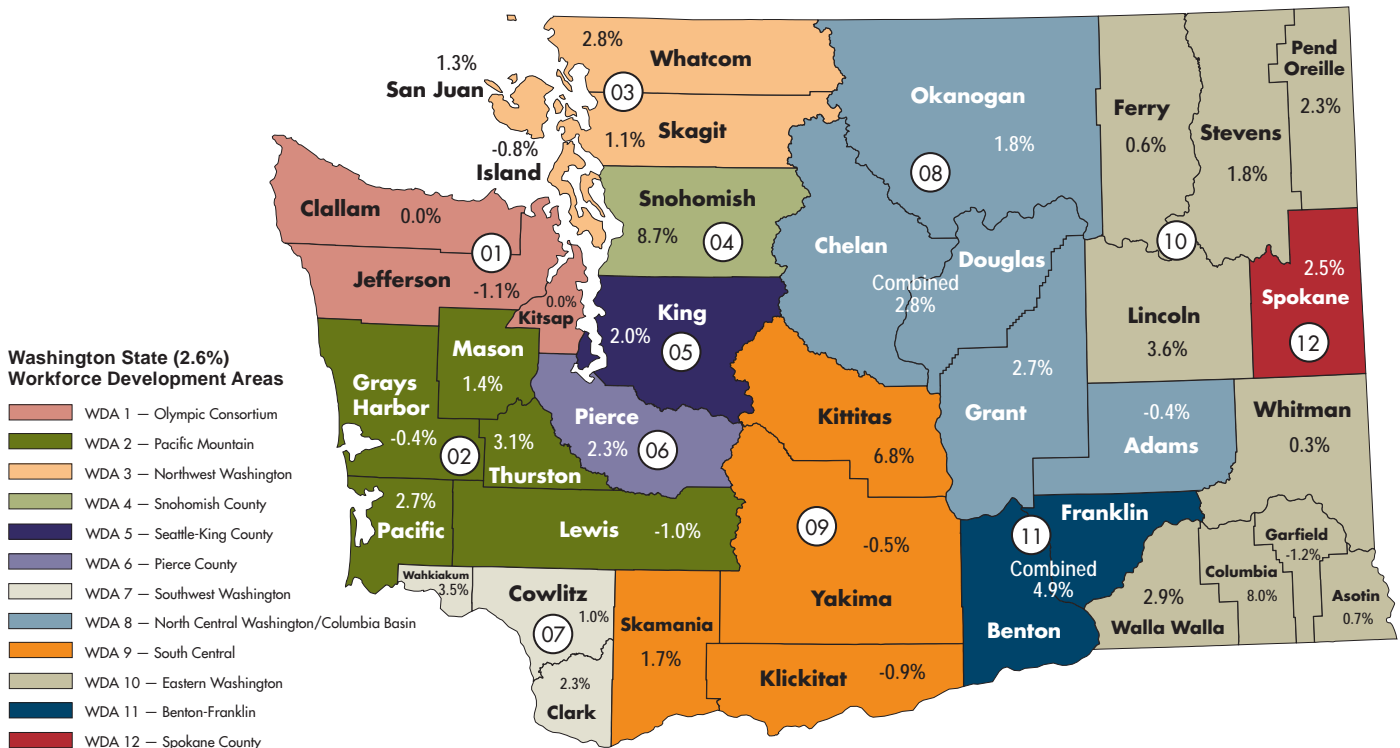 2.8%
Whatcom
Pend
Oreille
1.3%
San Juan
03
Okanogan
Ferry
2.3%
Skagit
1.1%
Stevens
-0.8%
Island
1.8%
0.6%
08
1.8%
Snohomish
Clallam 0.0%
8.7%
04
Chelan
Douglas
10
01
Combined
2.8%
2.5%
Spokane
Jefferson
-1.1%
0.0%
Kitsap
King
2.0%
05
Lincoln
3.6%
12
Washington State (2.6%)
Workforce Development Areas
WDA 1 – Olympic Consortium
WDA 2 – Pacific Mountain
WDA 3 – Northwest Washington
WDA 4 – Snohomish County
WDA 5 – Seattle-King County
WDA 6 – Pierce County
WDA 7 – Southwest Washington
WDA 8 – North Central Washington/Columbia Basin
WDA 9 – South Central
WDA 10 – Eastern Washington
WDA 11 – Benton-Franklin
WDA 12 – Spokane County
Mason
1.4%
Grays
Harbor
-0.4%
02
3.1%
Thurston
Pierce
2.3%
06
Kittitas
6.8%
2.7%
Grant
-0.4%
Adams
Whitman
0.3%
2.7%
Pacific
Lewis
-1.0%
09
-0.5%
Yakima
Franklin
11
Combined
4.9%
Benton
Garfield
-1.2%
Wahkiakum
3.5%
Cowlitz
1.0%
07
Skamania
1.7%
Columbia
8.0%
2.9%
Walla Walla
Asotin
0.7%
2.3%
Clark
Klickitat
-0.9%